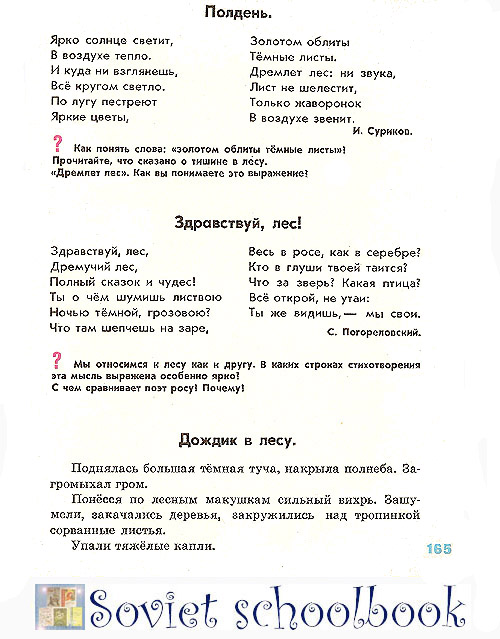 Полдень.
Ярко солнце светит,
В воздухе тепло.
И куда ни взглянешь,
Всё кругом светло.
По лугу пестреют
Яркие цветы,
Золотом облиты
Тёмные листы.
Дремлет лес: ни звука,
Лист не шелестит,
Только жаворонок
В воздухе звенит.
И. Суриков.
? Как понять слова: «золотом облиты тёмные листы»?
Прочитайте, что сказано о тишине в лесу.
«Дремлет лес». Как вы понимаете это выражение?
Здравствуй, лес!
Здравствуй, лес,
Дремучий лес,
Полный сказок и чудес!
Ты о чём шумишь листвою
Ночью тёмной, грозовою?
Что там шепчешь на заре,
Весь в росе, как в серебре?
Кто в глуши твоей таится?
Что за зверь? Какая птица?
Всё открой, не утаи:
Ты же видишь,— мы свои.
С. Погореловский.
? Мы относимся к лесу как к другу. В каких строках стихотворения
эта мысль выражена особенно ярко?
С чем сравнивает поэт росу? Почему?
Дождик в лесу.
Поднялась большая тёмная туча, накрыла полнеба. За-
громыхал гром.
Понёсся по лесным макушкам сильный вихрь. Зашу-
мели, закачались деревья, закружились над тропинкой
сорванные листья.
Упали тяжёлые капли.
165
Soviet schoolbook